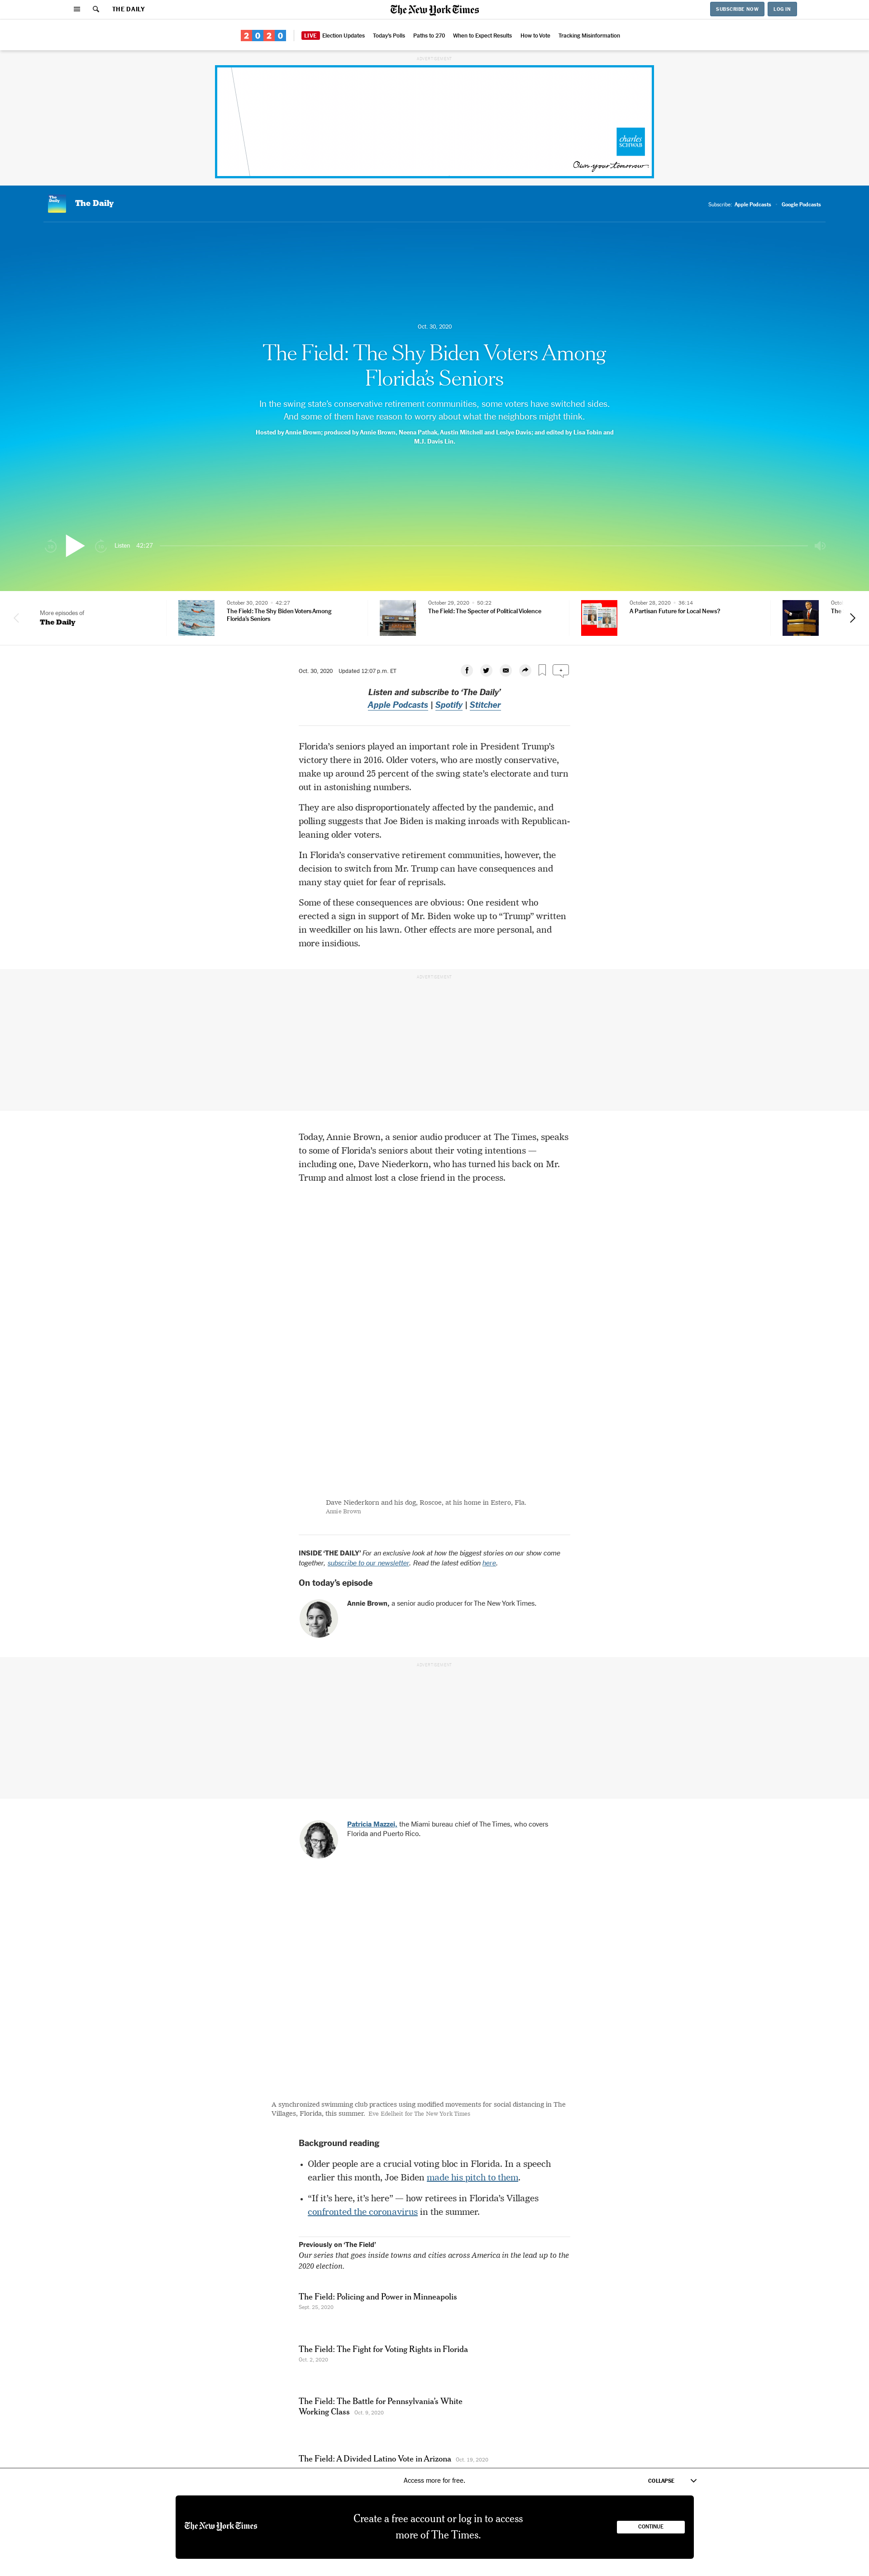 THE DAILY
The New York Times
SUBSCRIBE NOW
LOG IN
2020
LIVE Election Updates
Today's Polls
Paths to 270
When to Expect Results
How to Vote
Tracking Misinformation
ADVERTISEMENT
charles
SCHWAB
Own your tomorrow
The Daily
The Daily
Subscribe: Apple Podcasts
Google Podcasts
Oct. 30, 2020
The Field: The Shy Biden Voters Among
Florida's Seniors
In the swing state's conservative retirement communities, some voters have switched sides.
And some of them have reason to worry about what the neighbors might think.
Hosted by Annie Brown; produced by Annie Brown, Neena Pathak, Austin Mitchell and Leslye Davis; and edited by Lisa Tobin and
M.J. Davis Lin.
Listen 42:27
More episodes of
The Daily
October 30, 2020 · 42:27
The Field: The Shy Biden Voters Among
Florida's Seniors
October 29, 2020 · 50:22
The Field: The Specter of Political Violence
October 28, 2020 · 36:14
A Partisan Future for Local News?
The
Oct. 30, 2020 Updated 12:07 p.m. ET
Listen and subscribe to 'The Daily'
Apple Podcasts | Spotify | Stitcher
Florida's seniors played an important role in President Trump's
victory there in 2016. Older voters, who are mostly conservative,
make up around 25 percent of the swing state's electorate and turn
out in astonishing numbers.
They are also disproportionately affected by the pandemic, and
polling suggests that Joe Biden is making inroads with Republican-
leaning older voters.
In Florida's conservative retirement communities, however, the
decision to switch from Mr. Trump can have consequences and
many stay quiet for fear of reprisals.
Some of these consequences are obvious: One resident who
erected a sign in support of Mr. Biden woke up to “Trump” written
in weedkiller on his lawn. Other effects are more personal, and
more insidious.
ADVERTISEMENT
Today, Annie Brown, a senior audio producer at The Times, speaks
to some of Florida's seniors about their voting intentions —
including one, Dave Niederkorn, who has turned his back on Mr.
Trump and almost lost a close friend in the process.
Dave Niederkorn and his dog, Roscoe, at his home in Estero, Fla.
Annie Brown
INSIDE 'THE DAILY' For an exclusive look at how the biggest stories on our show come
together, subscribe to our newsletter. Read the latest edition here.
On today's episode
Annie Brown, a senior audio producer for The New York Times.
ADVERTISEMENT
Patricia Mazzei, the Miami bureau chief of The Times, who covers
Florida and Puerto Rico.
A synchronized swimming club practices using modified movements for social distancing in The
Villages, Florida, this summer. Eve Edelheit for The New York Times
Background reading
• Older people are a crucial voting bloc in Florida. In a speech
earlier this month, Joe Biden made his pitch to them.
• “If it's here, it's here” — how retirees in Florida's Villages
confronted the coronavirus in the summer.
Previously on 'The Field'
Our series that goes inside towns and cities across America in the lead up to the
2020 election.
The Field: Policing and Power in Minneapolis
Sept. 25, 2020
The Field: The Fight for Voting Rights in Florida
Oct. 2, 2020
The Field: The Battle for Pennsylvania's White
Working Class Oct. 9, 2020
The Field: A Divided Latino Vote in Arizona Oct. 19, 2020
Access more for free.
COLLAPSE
The New York Times
Create a free account or log in to access
more of The Times.
CONTINUE